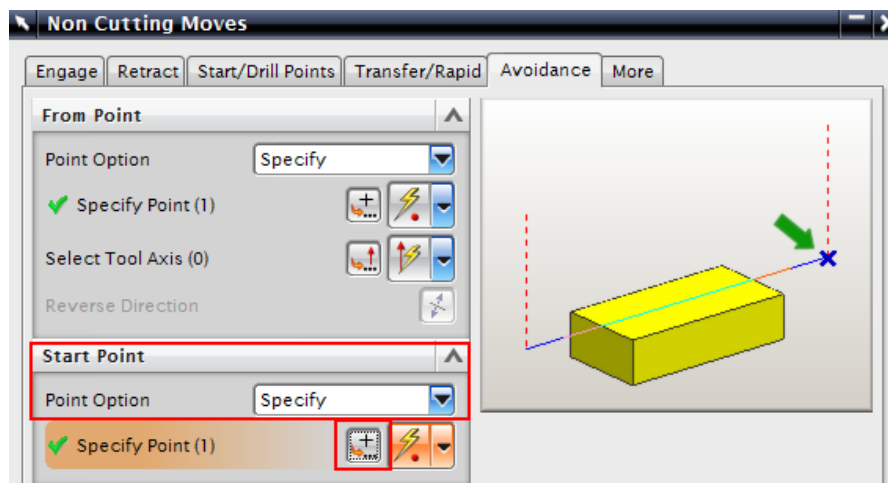 Non Cutting Moves
Engage Retract Start/Drill Points Transfer/Rapid Avoidance More
From Point
Point Option Specify
Specify Point (1)
Select Tool Axis (0)
Reverse Direction
Start Point
Point Option Specify
Specify Point (1)